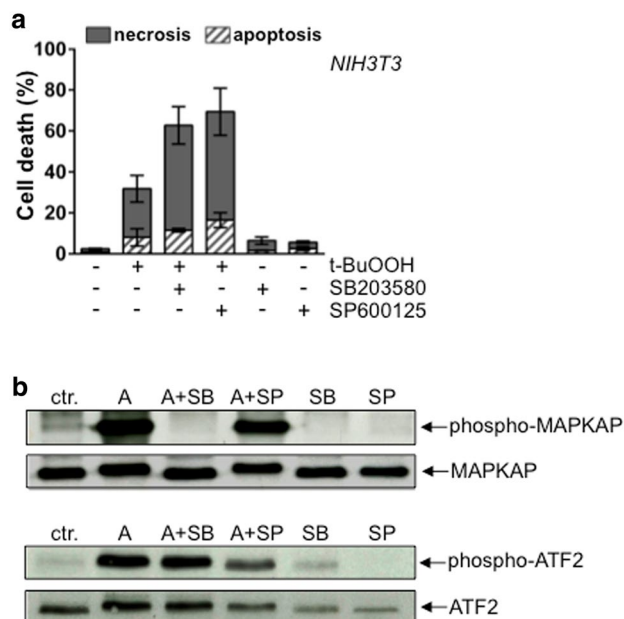 a
necrosis apoptosis
NIH3T3
Cell death (%)
100
80
60
40
20
0
- + + + - - t-BuOOH
- - + - + - SB203580
- - - + - + SP600125
b
ctr. A A+SB A+SP SB SP
phospho-MAPKAP
MAPKAP
ctr. A A+SB A+SP SB SP
phospho-ATF2
ATF2